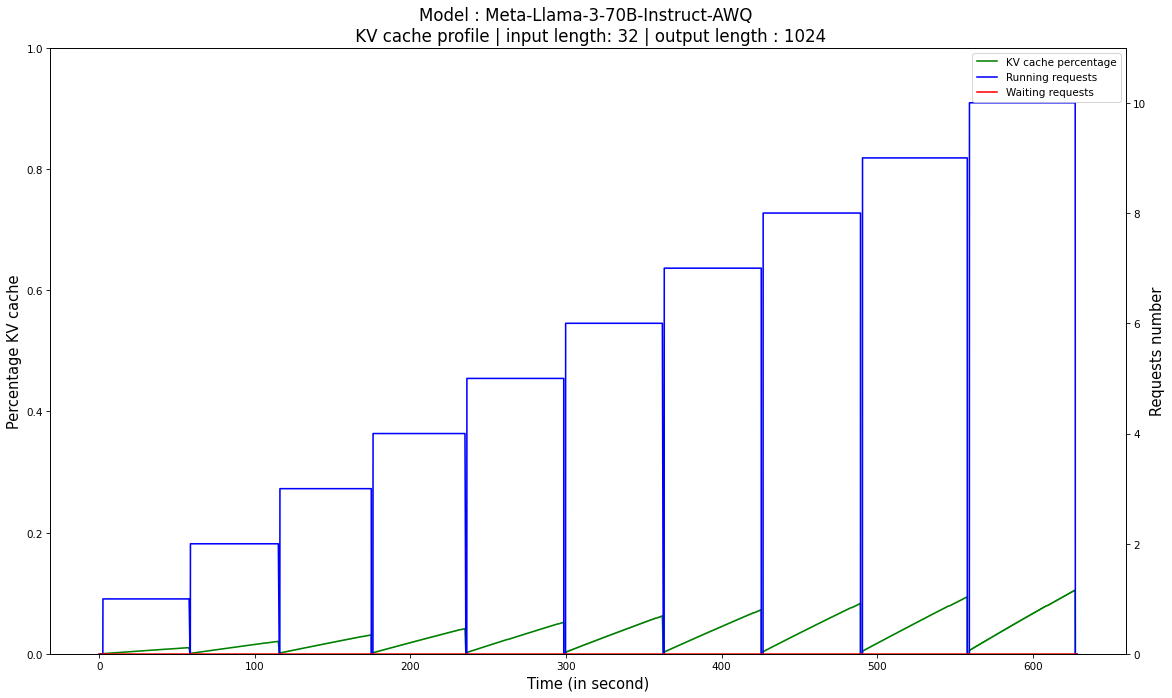 Model : Meta-Llama-3-70B-Instruct-AWQ
KV cache profile | input length: 32 | output length : 1024
KV cache percentage
Running requests
Waiting requests
Percentage KV cache
1.0
0.8
0.6
0.4
0.2
0.0
10
8
6
4
2
0
Requests number
0 100 200 300 400 500 600
Time (in second)